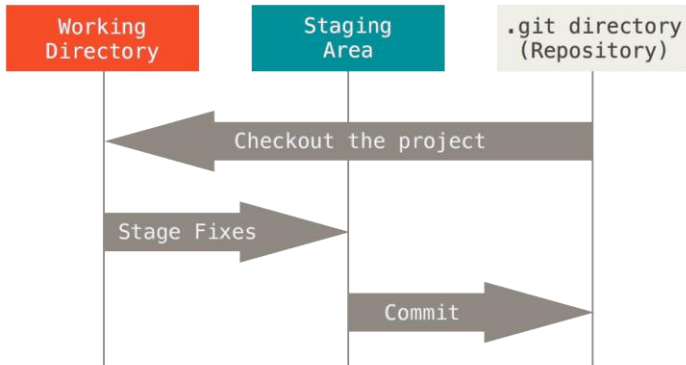 Working
Directory
Staging
Area
.git directory
(Repository)
Checkout the project
Stage Fixes
Commit